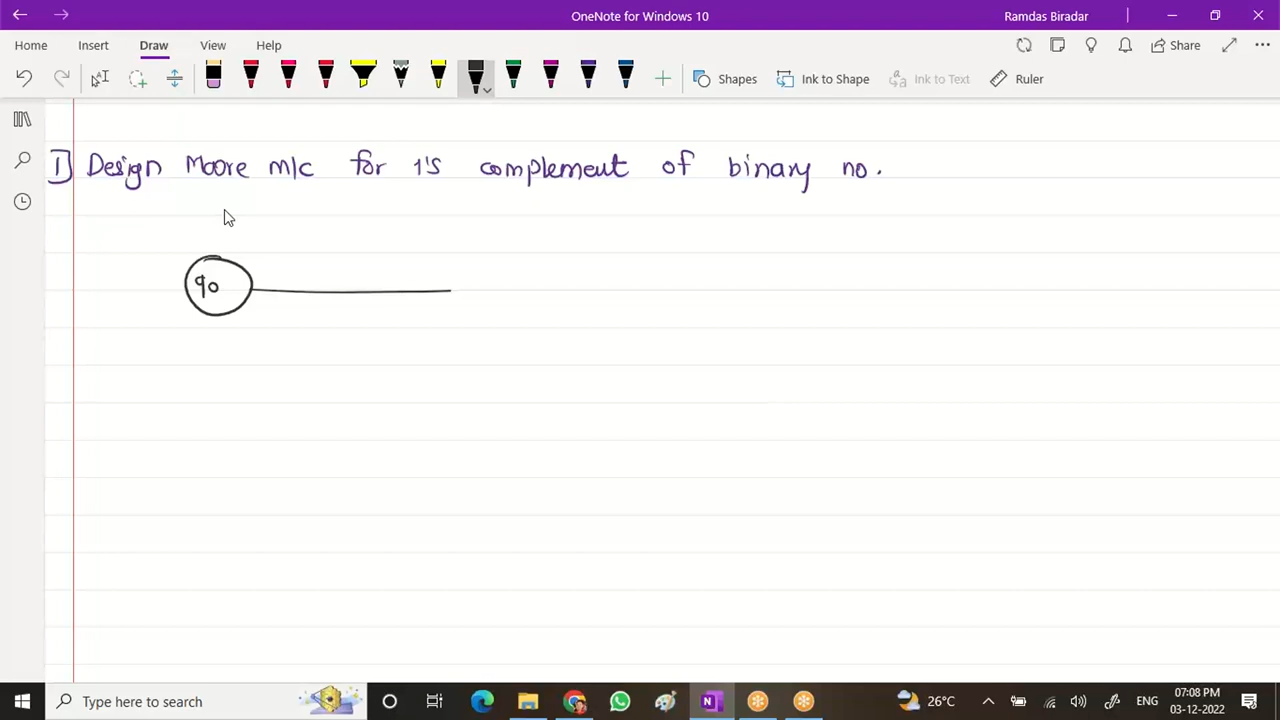 OneNote for Windows 10
Ramdas Biradar
Home Insert Draw View Help
Share
Shapes Ink to Shape Ink to Text Ruler
1] Design Moore m/c for 1's complement of binary no.
q0
Type here to search
26°C
ENG
07:08 PM
03-12-2022